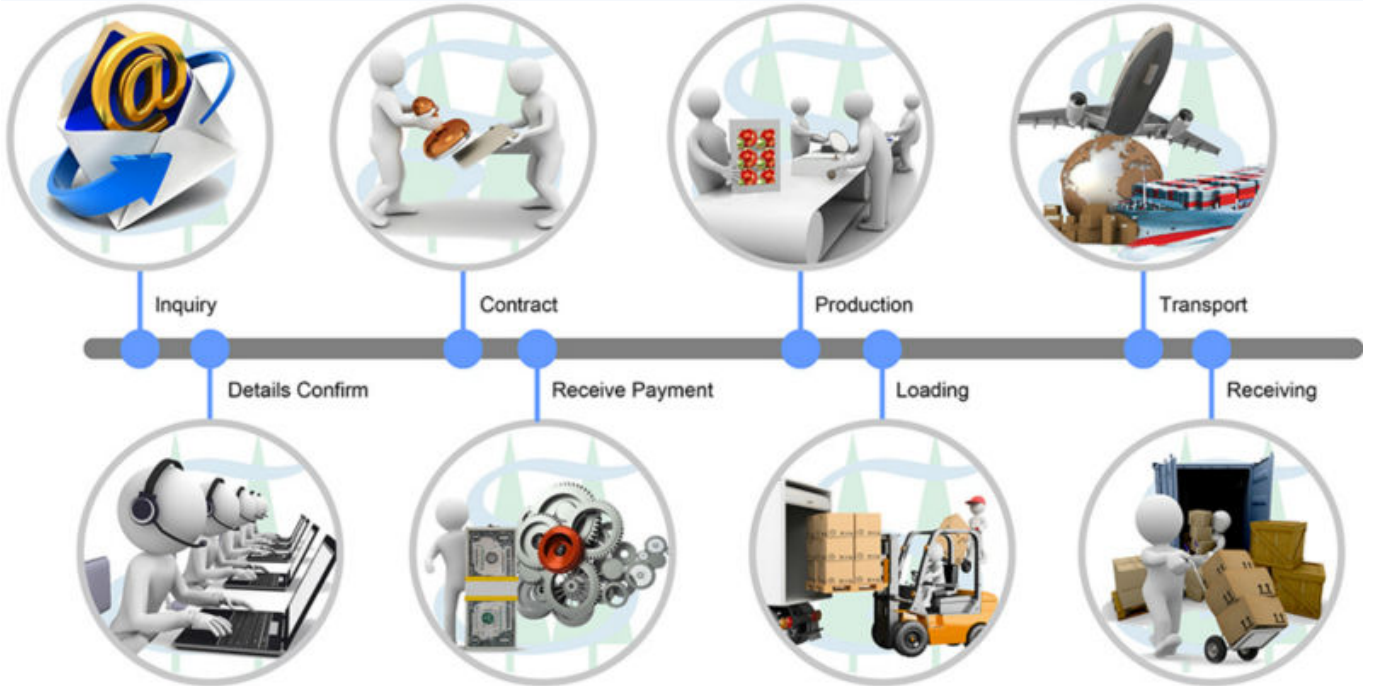 Inquiry
Details Confirm
Contract
Receive Payment
Production
Loading
Transport
Receiving